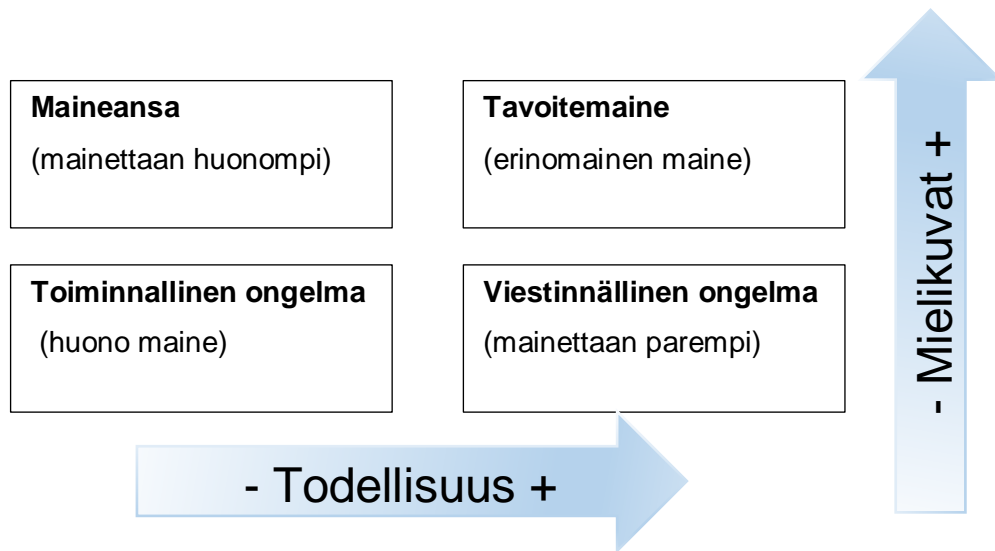 Maineansa
(mainettaan huonompi)
Tavoitemaine
(erinomainen maine)
Toiminnallinen ongelma
(huono maine)
Viestinnällinen ongelma
(mainettaan parempi)
- Todellisuus +
- Mielikuvat +